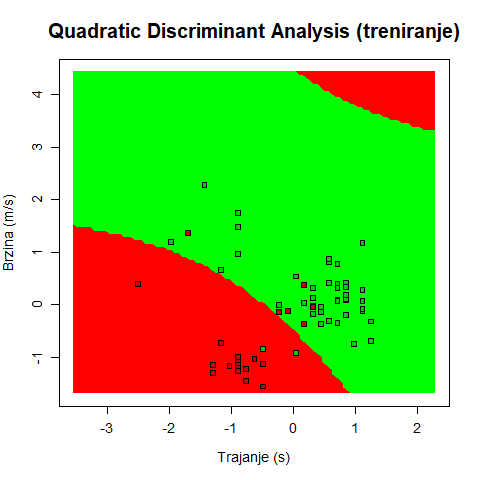 Quadratic Discriminant Analysis (treniranje)
Brzina (m/s)
4
3
2
1
0
-1
-3 -2 -1 0 1 2
Trajanje (s)